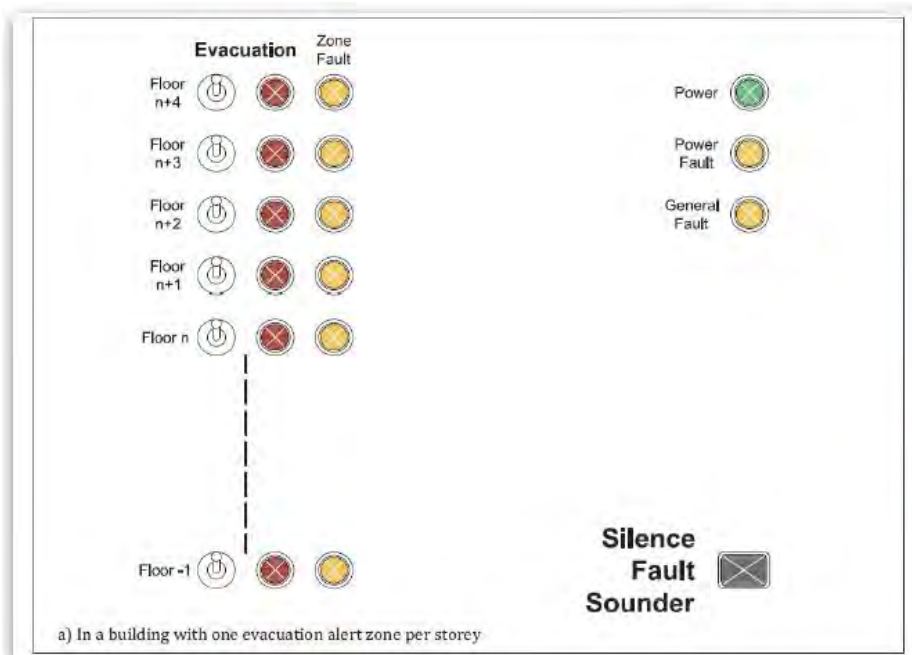 Evacuation
Zone
Fault
Floor
n+4
Floor
n+3
Floor
n+2
Floor
n+1
Floor n
Floor -1
Power
Power
Fault
General
Fault
Silence
Fault
Sounder
a) In a building with one evacuation alert zone per storey